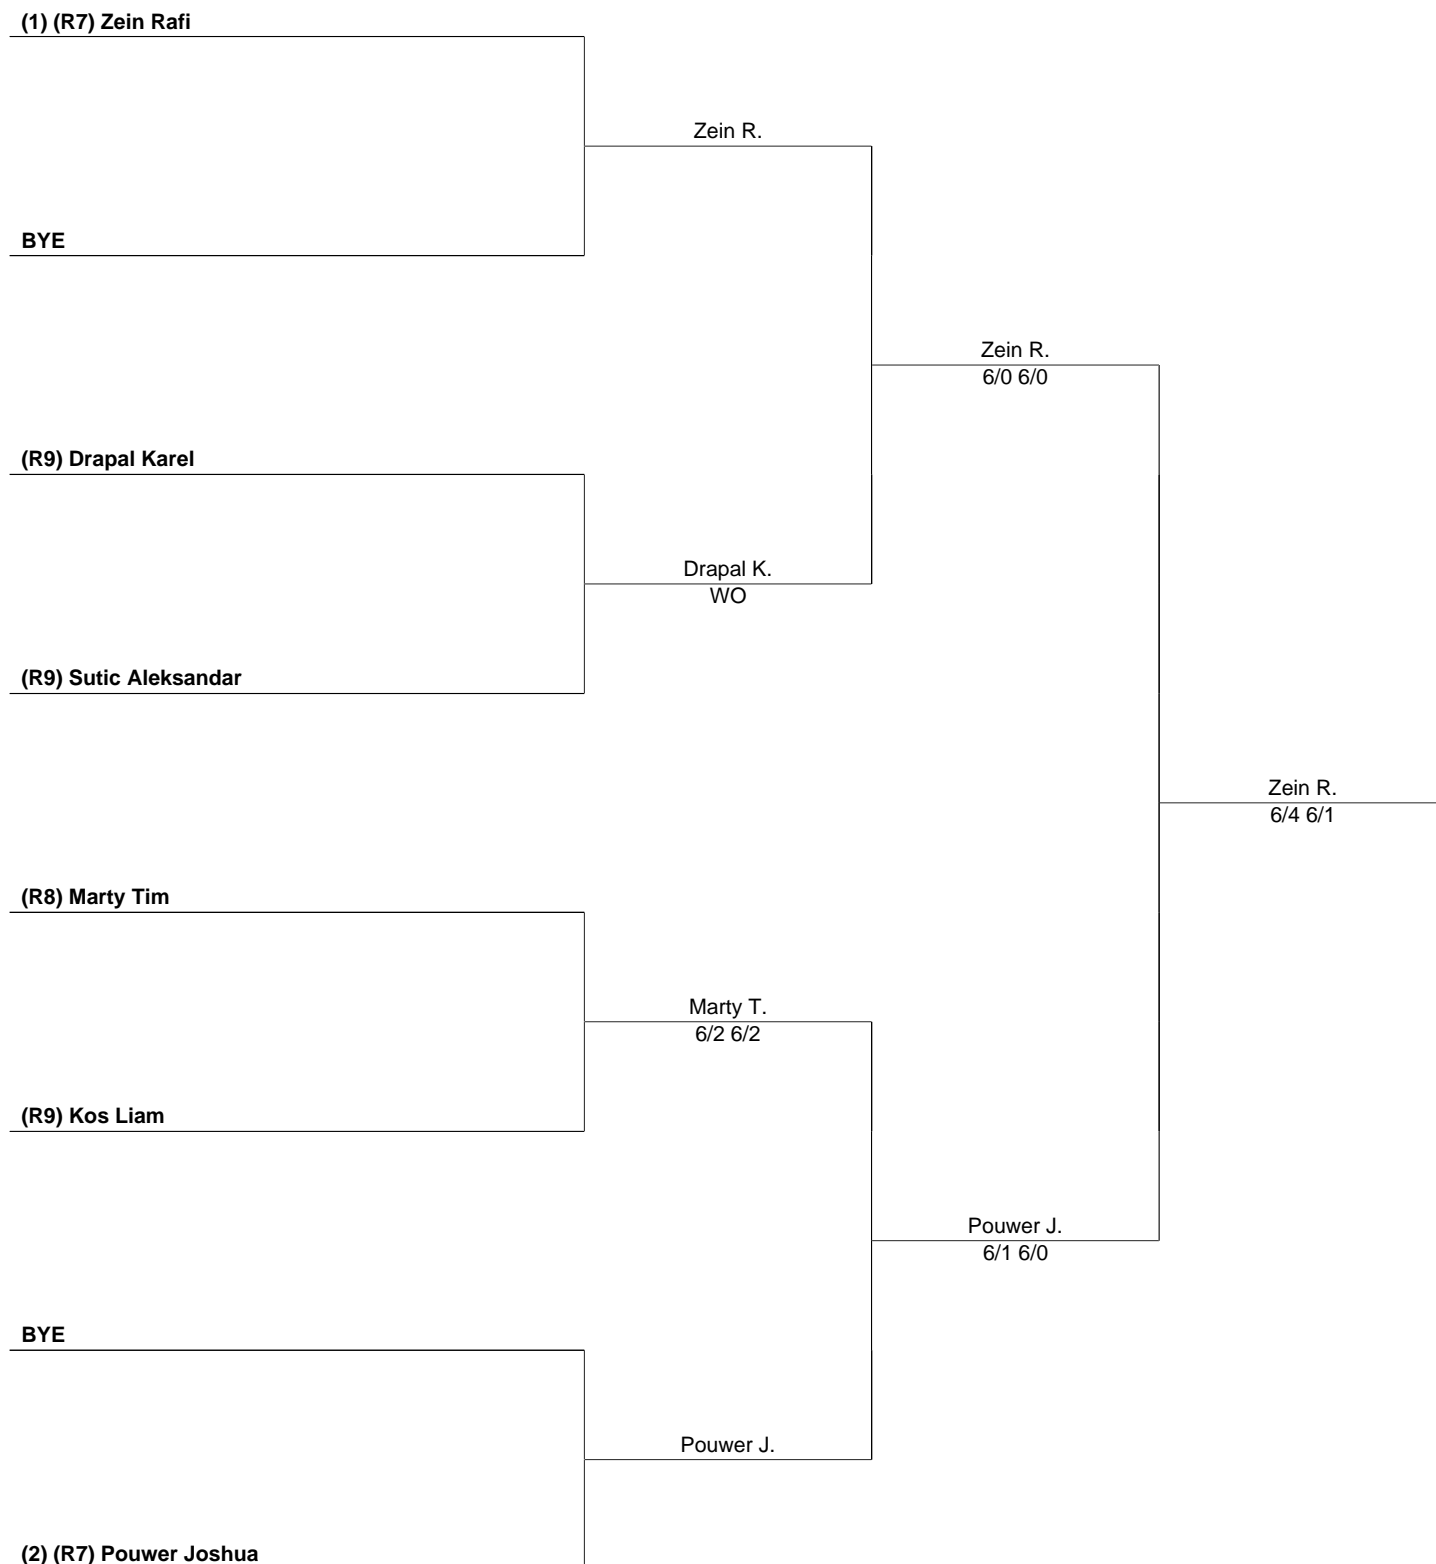 (1) (R7) Zein Rafi
Zein R.
BYE
Zein R.
6/0 6/0
(R9) Drapal Karel
Drapal K.
WO
(R9) Sutic Aleksandar
Zein R.
6/4 6/1
(R8) Marty Tim
Marty T.
6/2 6/2
(R9) Kos Liam
Pouwer J.
6/1 6/0
BYE
Pouwer J.
(2) (R7) Pouwer Joshua